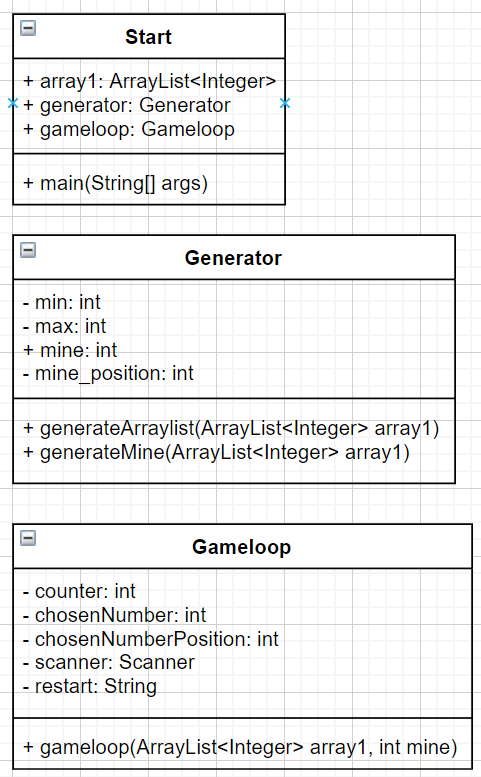 Start
+ array1: ArrayList<Integer>
+ generator: Generator
+ gameloop: Gameloop
+ main(String[] args)
Generator
- min: int
- max: int
+ mine: int
- mine_position: int
+ generateArraylist(ArrayList<Integer> array1)
+ generateMine(ArrayList<Integer> array1)
Gameloop
- counter: int
- chosenNumber: int
- chosenNumberPosition: int
- scanner: Scanner
- restart: String
+ gameloop(ArrayList<Integer> array1, int mine)